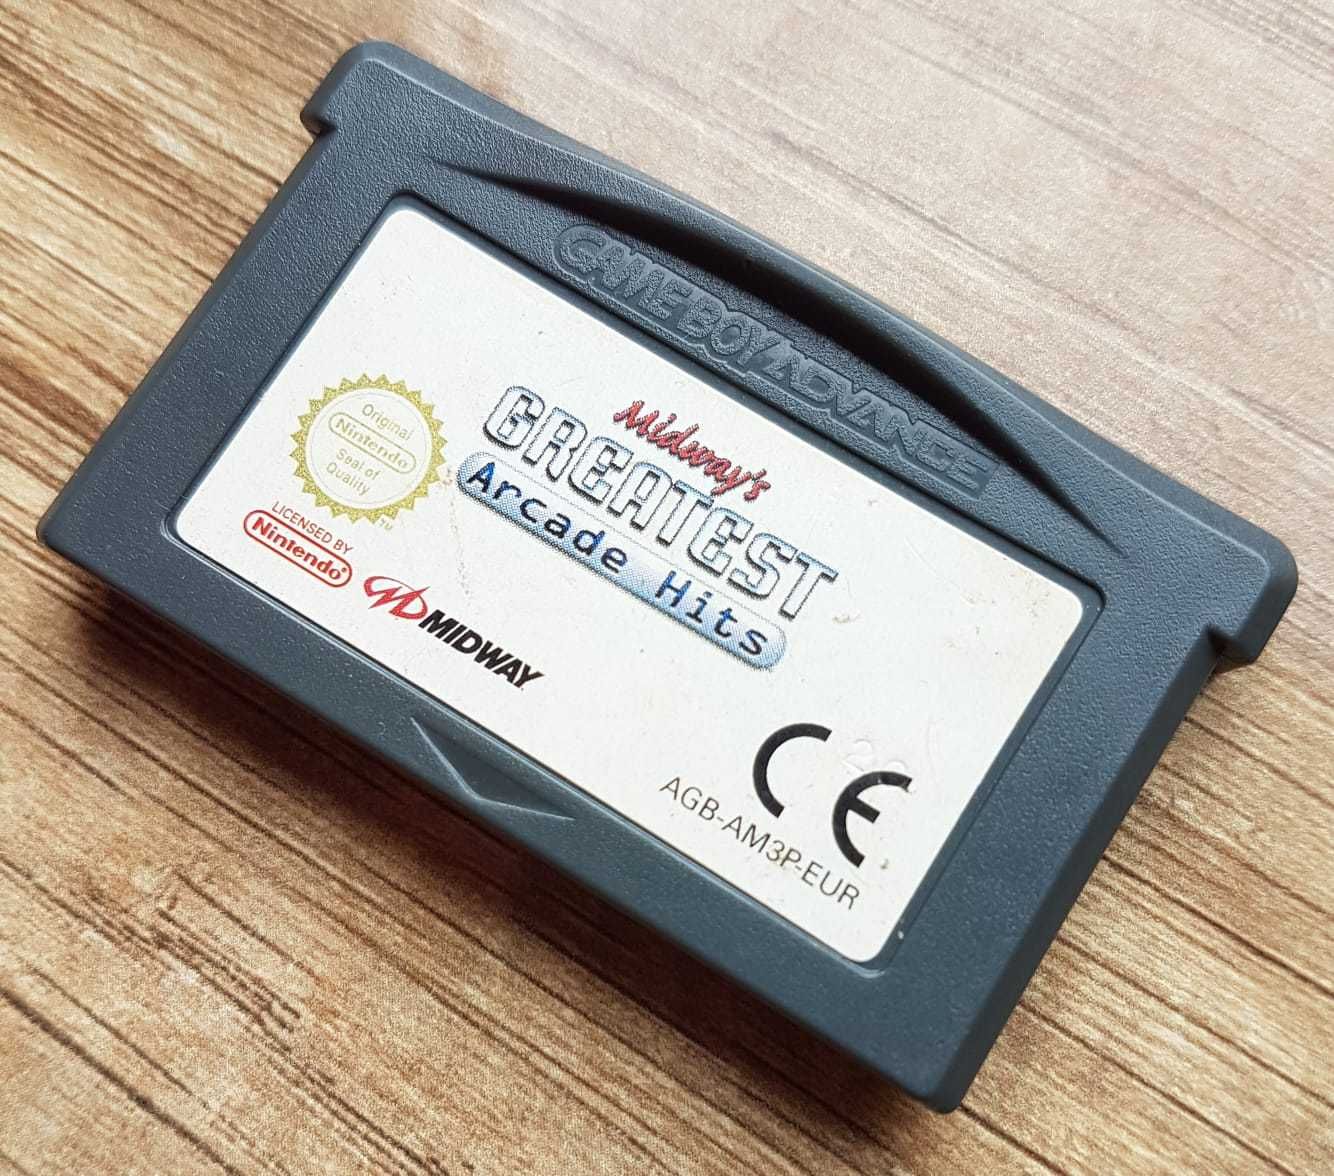 GAME BOY ADVANCE
Midway's
GREATEST
Arcade Hits
Original
Nintendo
Seal of
Quality
TM
LICENSED BY
Nintendo®
MIDWAY
CE
AGB-AM3P-EUR